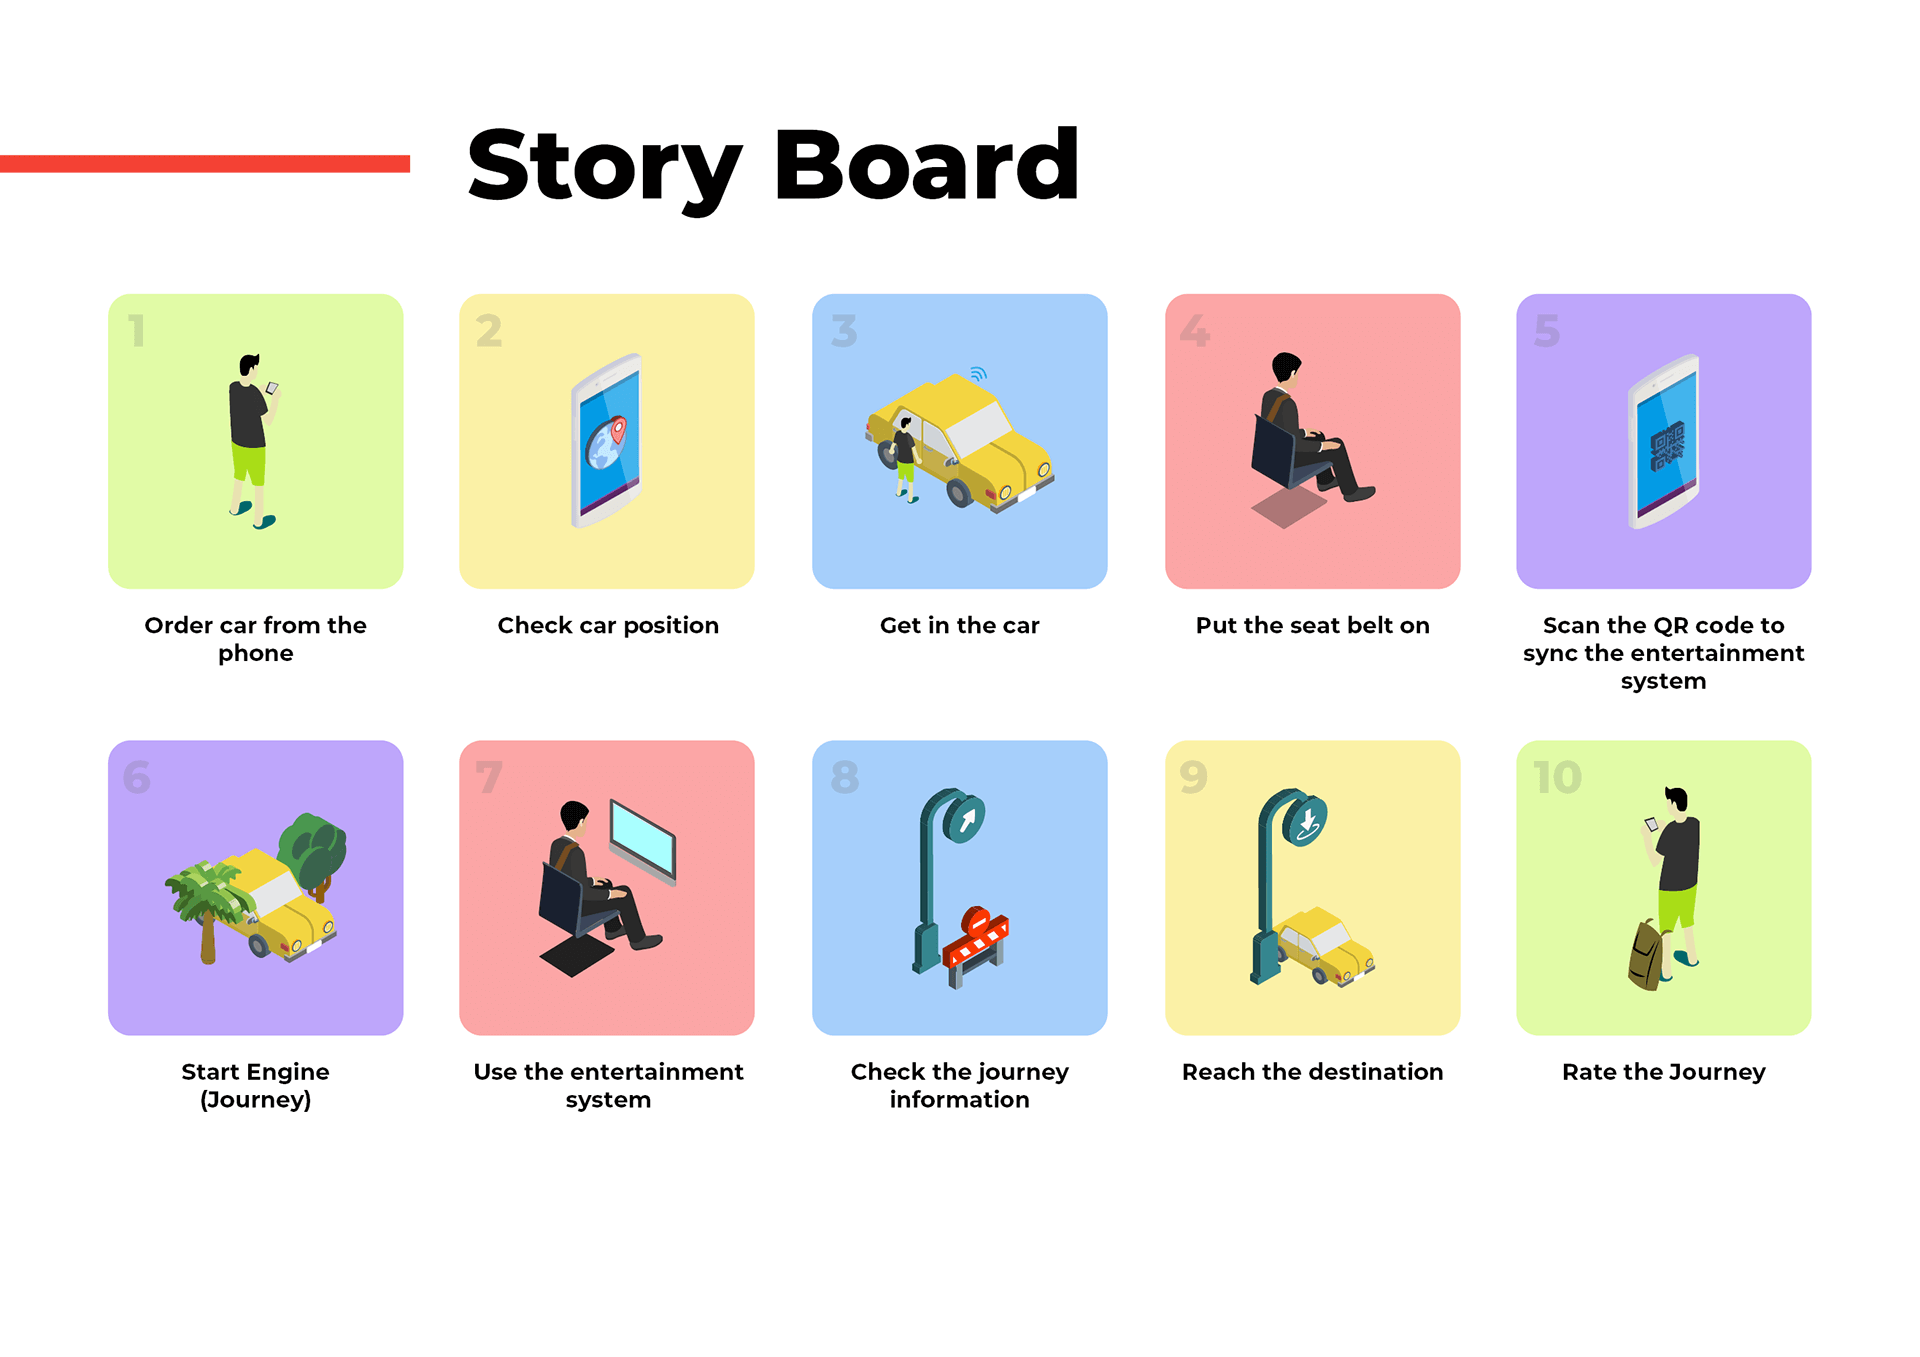 Story Board
1
2
3
4
5
Order car from the
phone
Check car position
Get in the car
Put the seat belt on
Scan the QR code to
sync the entertainment
system
6
7
8
9
10
Start Engine
(Journey)
Use the entertainment
system
Check the journey
information
Reach the destination
Rate the Journey